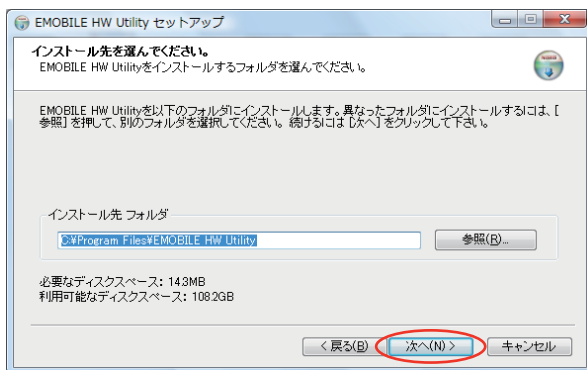 EMOBILE HW Utility セットアップ
インストール先を選んでください。
EMOBILE HW Utilityをインストールするフォルダを選んでください。
EMOBILE HW Utilityを以下のフォルダにインストールします。異なったフォルダにインストールするには、[
参照] を押して、別のフォルダを選択してください。続けるには [次へ] をクリックして下さい。
インストール先 フォルダ
C:¥Program Files¥EMOBILE HW Utility
参照(R)...
必要なディスクスペース: 143MB
利用可能なディスクスペース: 108.2GB
< 戻る(B) 次へ(N) > キャンセル